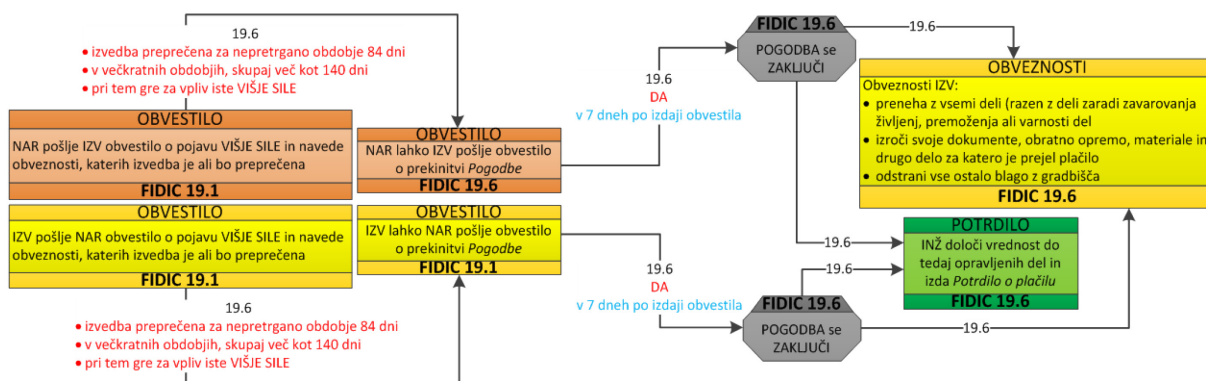 19.6
• izvedba preprečena za nepretrgano obdobje 84 dni
• v večkratnih obdobjih, skupaj več kot 140 dni
• pri tem gre za vpliv iste VIŠJE SILE
OBVESTILO
NAR pošlje IZV obvestilo o pojavu VIŠJE SILE in navede
obveznosti, katerih izvedba je ali bo preprečena
FIDIC 19.1
OBVESTILO
NAR lahko IZV pošlje obvestilo
o prekinitvi Pogodbe
FIDIC 19.6
19.6
DA
v 7 dneh po izdaji obvestila
FIDIC 19.6
POGODBA se
ZAKLJUČI
19.6
OBVEZNOSTI
Obveznosti IZV:
• preneha z vsemi deli (razen z deli zaradi zavarovanja
življenj, premoženja ali varnosti del
• izroči svoje dokumente, obratno opremo, materiale in
drugo delo za katero je prejel plačilo
• odstrani vse ostalo blago z gradbišča
FIDIC 19.6
OBVESTILO
IZV pošlje NAR obvestilo o pojavu VIŠJE SILE in navede
obveznosti, katerih izvedba je ali bo preprečena
FIDIC 19.1
OBVESTILO
IZV lahko NAR pošlje obvestilo
o prekinitvi Pogodbe
FIDIC 19.1
19.6
DA
v 7 dneh po izdaji obvestila
FIDIC 19.6
POGODBA se
ZAKLJUČI
19.6
19.6
19.6
POTRDILO
INŽ določi vrednost do
tedaj opravljenih del in
izda Potrdilo o plačilu
FIDIC 19.6
19.6
• izvedba preprečena za nepretrgano obdobje 84 dni
• v večkratnih obdobjih, skupaj več kot 140 dni
• pri tem gre za vpliv iste VIŠJE SILE